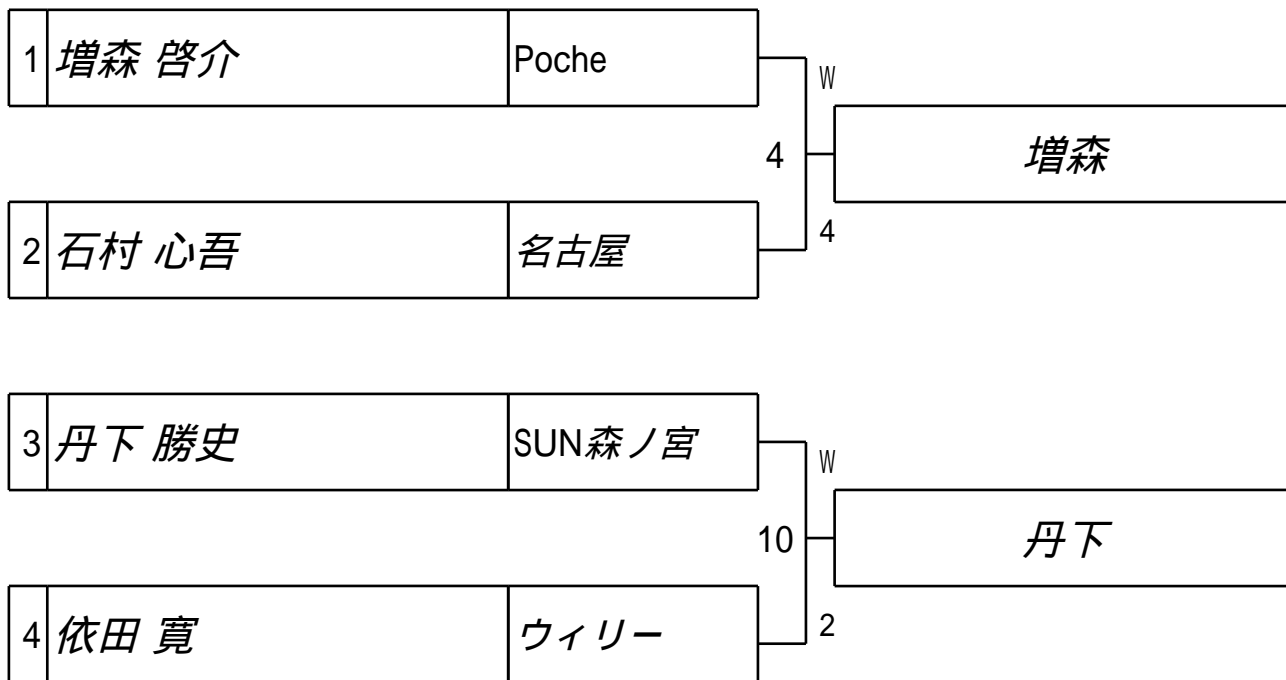 1 増森 啓介 Poche
W
4 増森
4
2 石村 心吾 名古屋
3 丹下 勝史 SUN森ノ宮
W
10 丹下
2
4 依田 寛 ウィリー